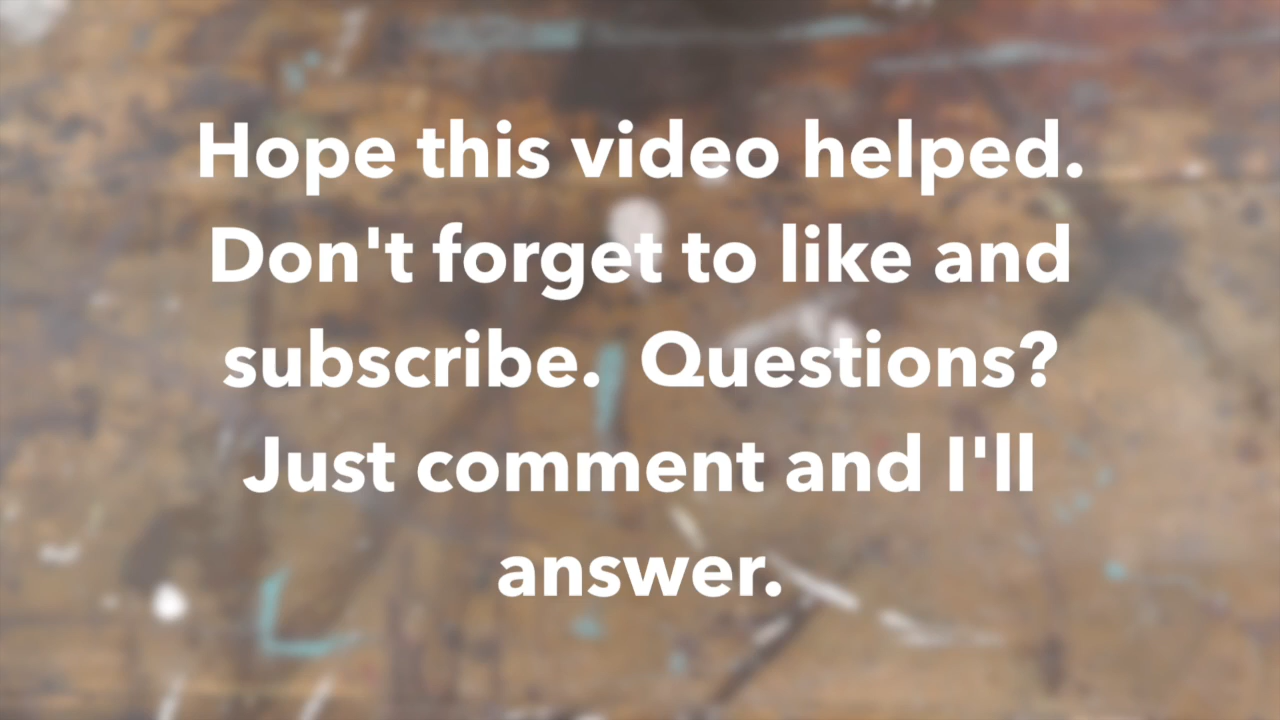 Hope this video helped.
Don't forget to like and
subscribe.  Questions?
Just comment and I'll
answer.